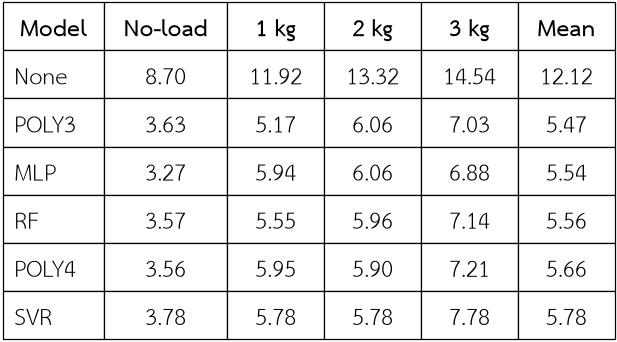 Model No-load 1 kg 2 kg 3 kg Mean
None 8.70 11.92 13.32 14.54 12.12
POLY3 3.63 5.17 6.06 7.03 5.47
MLP 3.27 5.94 6.06 6.88 5.54
RF 3.57 5.55 5.96 7.14 5.56
POLY4 3.56 5.95 5.90 7.21 5.66
SVR 3.78 5.78 5.78 7.78 5.78